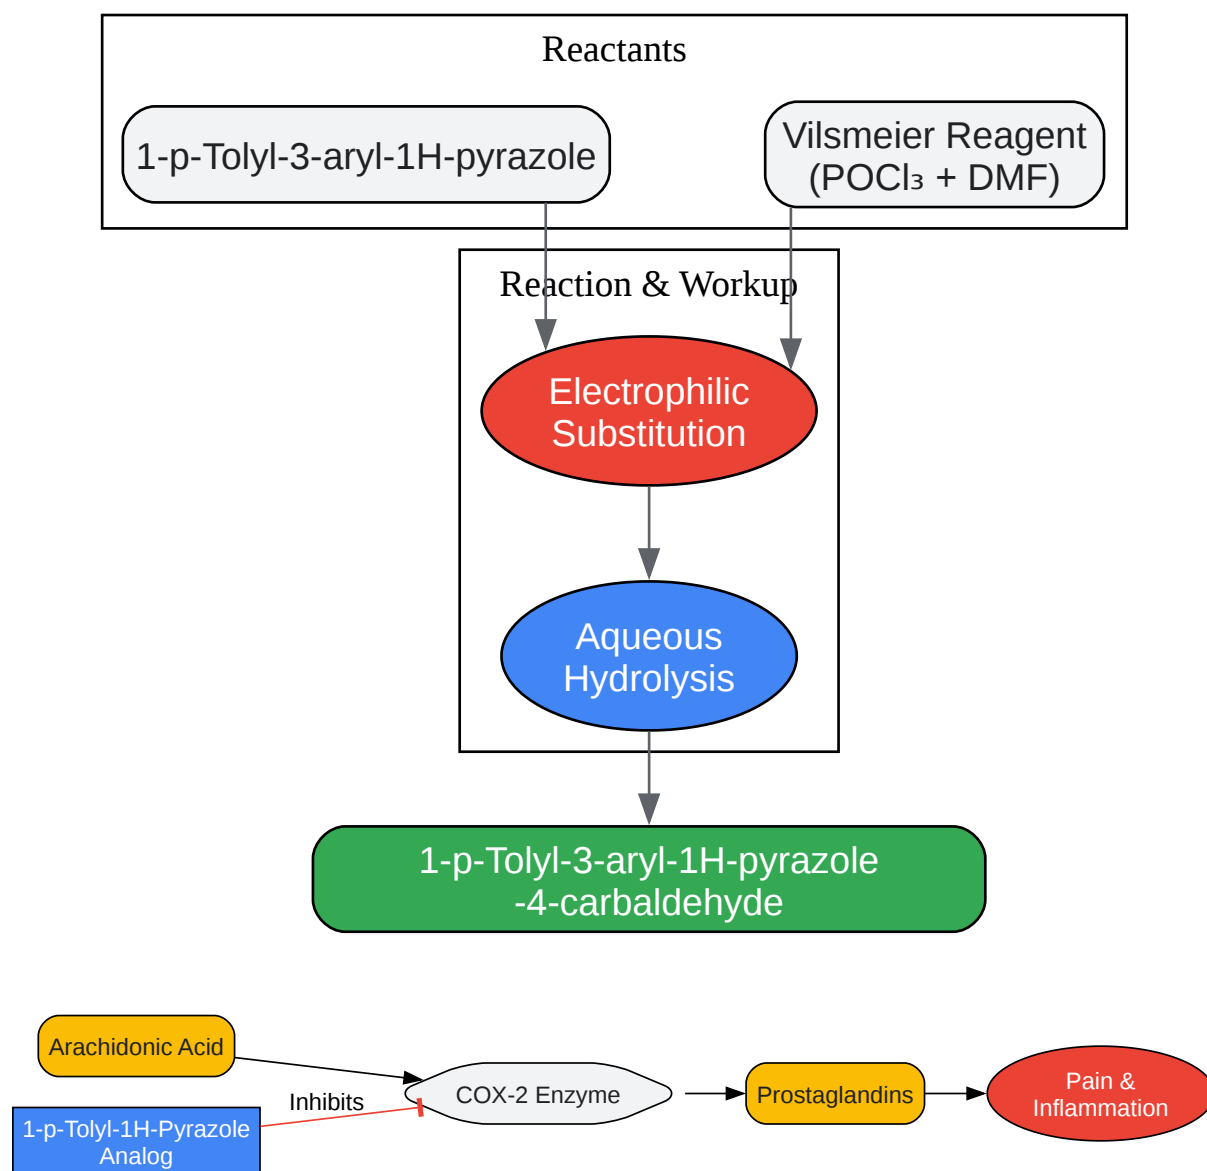 Reactants
1-p-Tolyl-3-aryl-1H-pyrazole
Vilsmeier Reagent
(POCl₃ + DMF)
Reaction & Workup
Electrophilic
Substitution
Aqueous
Hydrolysis
1-p-Tolyl-3-aryl-1H-pyrazole
-4-carbaldehyde
Arachidonic Acid
Inhibits
1-p-Tolyl-1H-Pyrazole
Analog
COX-2 Enzyme
Prostaglandins
Pain &
Inflammation